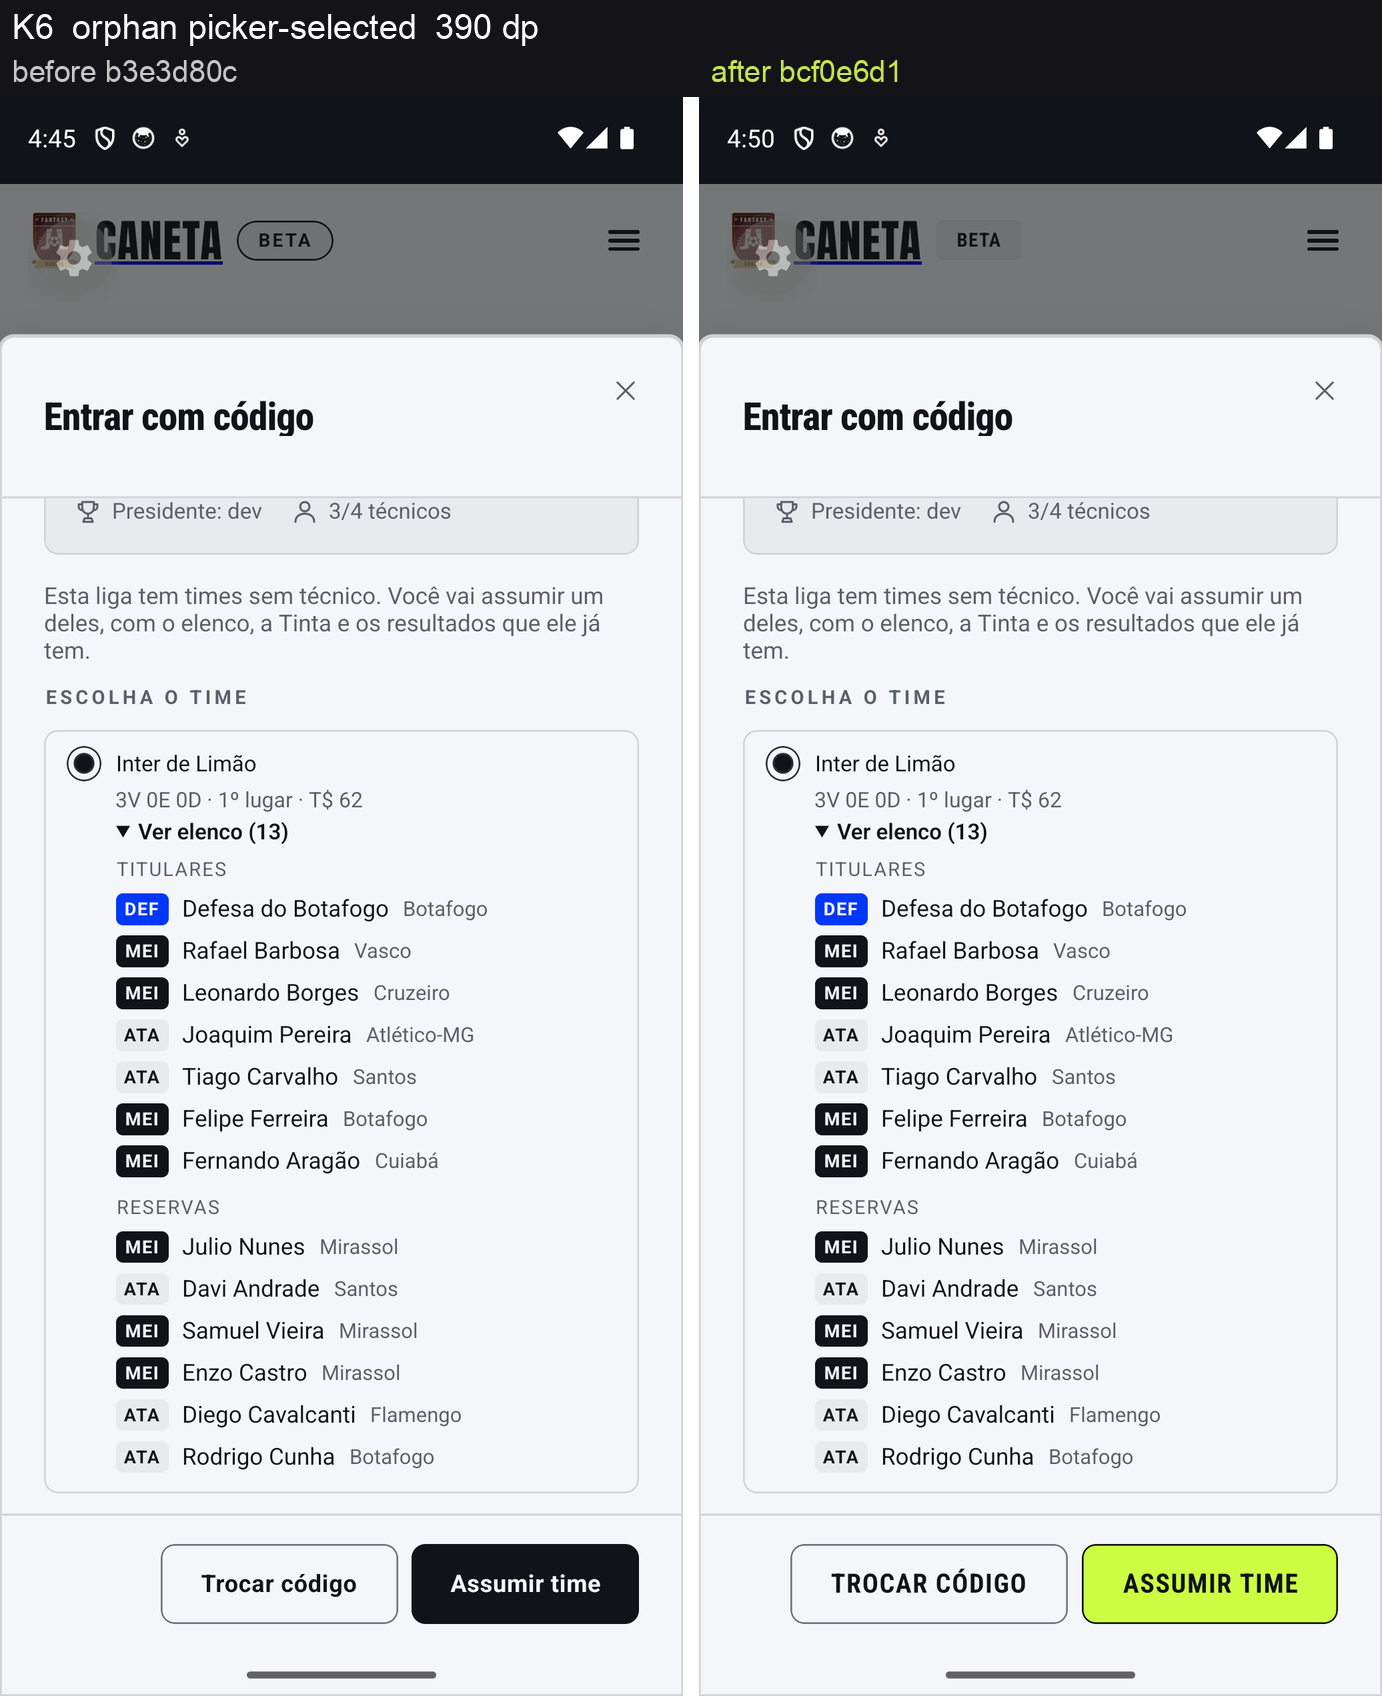 K6 orphan picker-selected 390 dp
before b3e3d80c
after bcf0e6d1
4:45
CANETA BETA
Entrar com código
Presidente: dev 3/4 técnicos
Esta liga tem times sem técnico. Você vai assumir um
deles, com o elenco, a Tinta e os resultados que ele já
tem.
ESCOLHA O TIME
Inter de Limão
3V 0E 0D · 1º lugar · T$ 62
Ver elenco (13)
TITULARES
DEF Defesa do Botafogo Botafogo
MEI Rafael Barbosa Vasco
MEI Leonardo Borges Cruzeiro
ATA Joaquim Pereira Atlético-MG
ATA Tiago Carvalho Santos
MEI Felipe Ferreira Botafogo
MEI Fernando Aragão Cuiabá
RESERVAS
MEI Julio Nunes Mirassol
ATA Davi Andrade Santos
MEI Samuel Vieira Mirassol
MEI Enzo Castro Mirassol
ATA Diego Cavalcanti Flamengo
ATA Rodrigo Cunha Botafogo
Trocar código Assumir time
4:50
CANETA BETA
Entrar com código
Presidente: dev 3/4 técnicos
Esta liga tem times sem técnico. Você vai assumir um
deles, com o elenco, a Tinta e os resultados que ele já
tem.
ESCOLHA O TIME
Inter de Limão
3V 0E 0D · 1º lugar · T$ 62
Ver elenco (13)
TITULARES
DEF Defesa do Botafogo Botafogo
MEI Rafael Barbosa Vasco
MEI Leonardo Borges Cruzeiro
ATA Joaquim Pereira Atlético-MG
ATA Tiago Carvalho Santos
MEI Felipe Ferreira Botafogo
MEI Fernando Aragão Cuiabá
RESERVAS
MEI Julio Nunes Mirassol
ATA Davi Andrade Santos
MEI Samuel Vieira Mirassol
MEI Enzo Castro Mirassol
ATA Diego Cavalcanti Flamengo
ATA Rodrigo Cunha Botafogo
TROCAR CÓDIGO ASSUMIR TIME